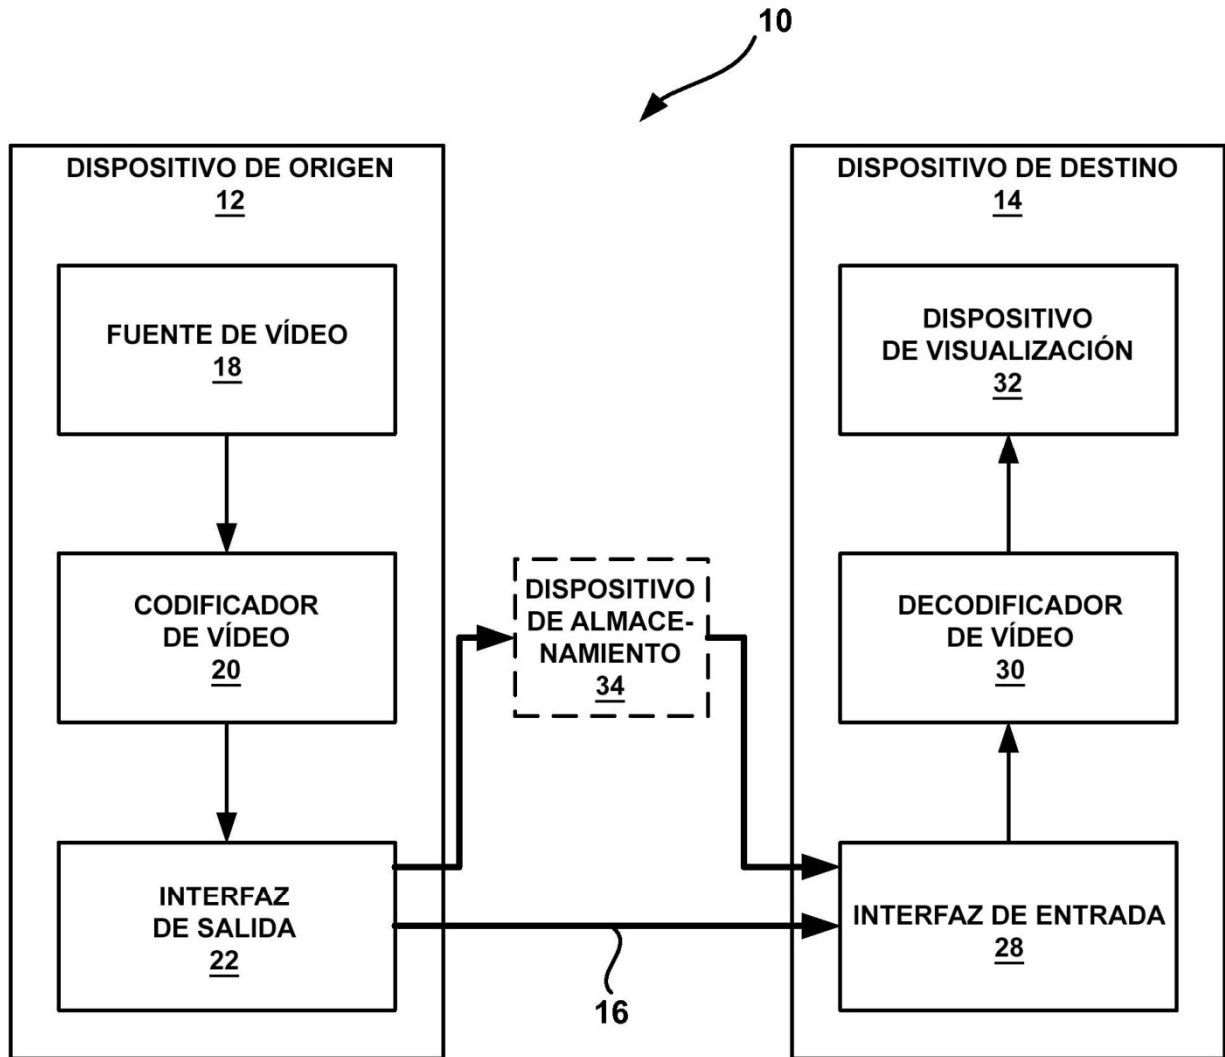 10
DISPOSITIVO DE ORIGEN
12
FUENTE DE VÍDEO
18
CODIFICADOR
DE VÍDEO
20
INTERFAZ
DE SALIDA
22
DISPOSITIVO
DE ALMACE-
NAMIENTO
34
16
DISPOSITIVO DE DESTINO
14
DISPOSITIVO
DE VISUALIZACIÓN
32
DECODIFICADOR
DE VÍDEO
30
INTERFAZ DE ENTRADA
28